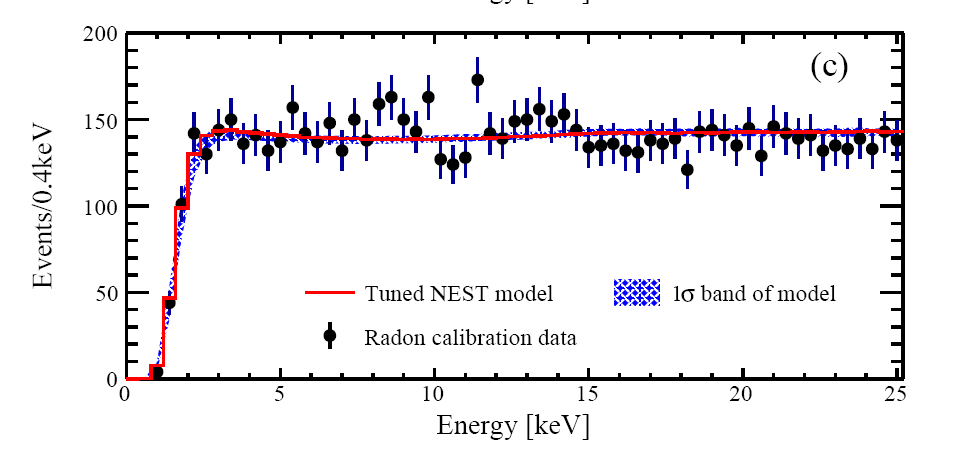 200
(c)
150
100
50
0
Events/0.4keV
Tuned NEST model
1σ band of model
Radon calibration data
0 5 10 15 20 25
Energy [keV]